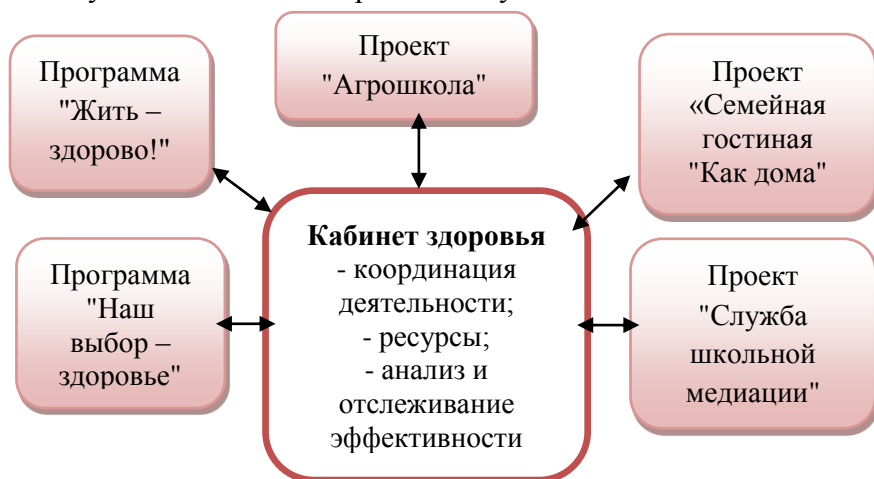 Программа
"Жить –
здорово!"
Проект
"Агрошкола"
Проект
«Семейная
гостиная
"Как дома"
Программа
"Наш
выбор –
здоровье"
Кабинет здоровья
- координация
деятельности;
- ресурсы;
- анализ и
отслеживание
эффективности
Проект
"Служба
школьной
медиации"